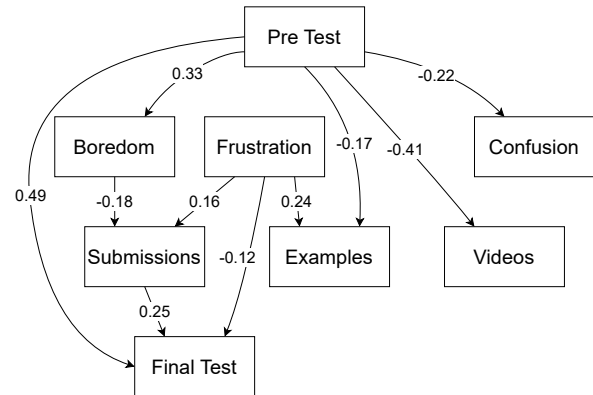 Pre Test
0.33
-0.22
Boredom
Frustration
-0.17
-0.41
Confusion
0.49
-0.18
0.16
0.24
Submissions
-0.12
Examples
Videos
0.25
Final Test